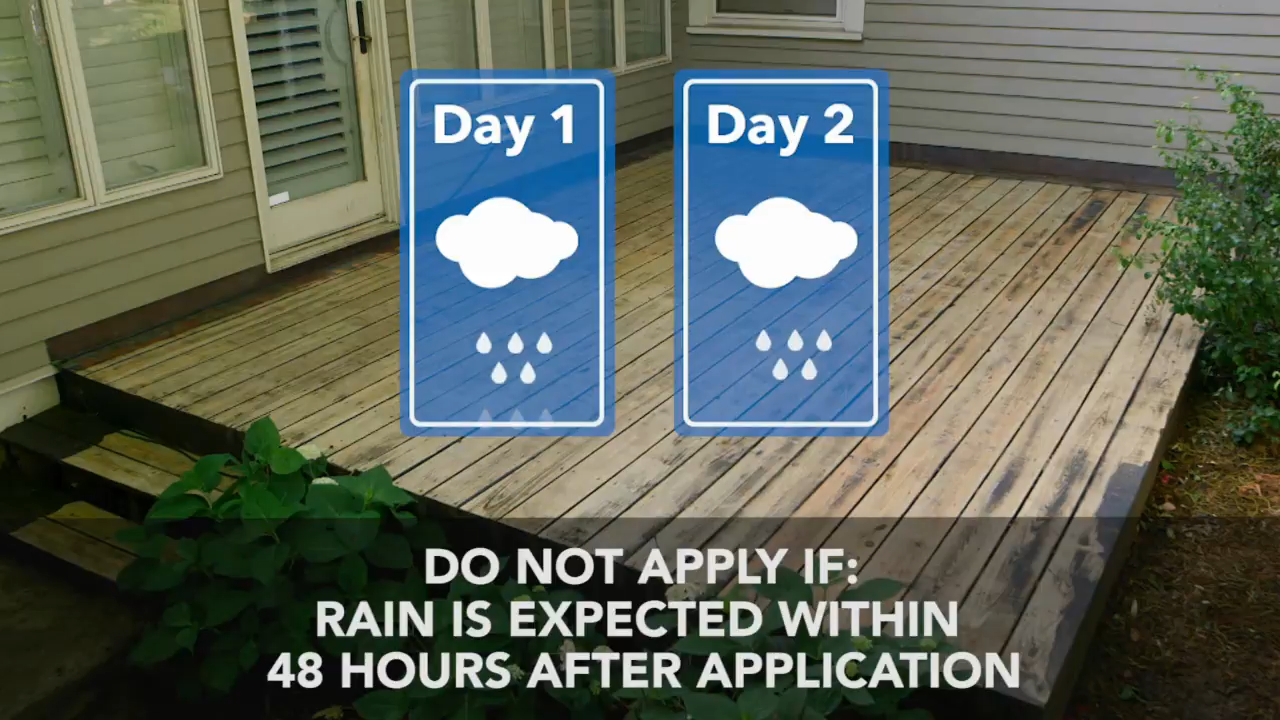 Day 1
Day 2
DO NOT APPLY IF:
RAIN IS EXPECTED WITHIN
48 HOURS AFTER APPLICATION